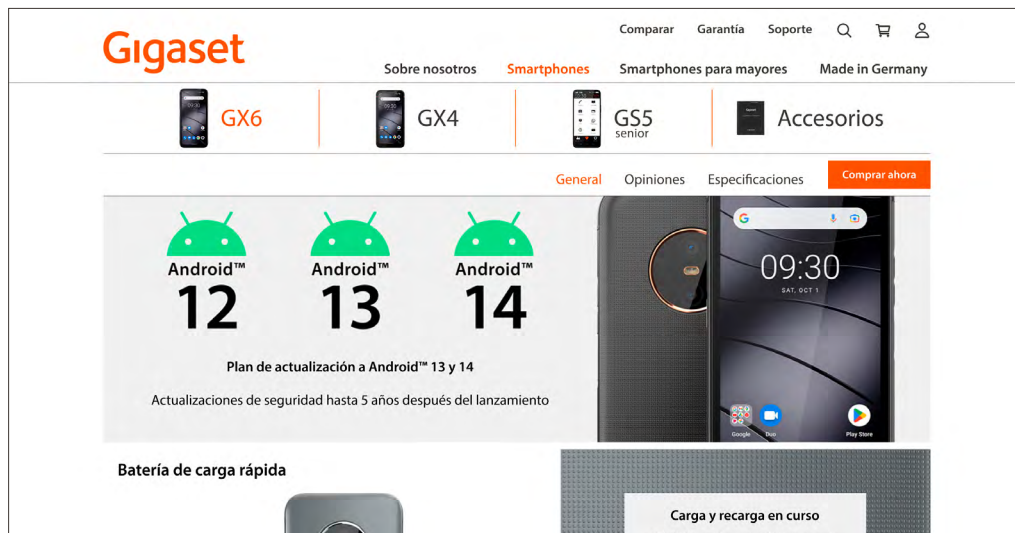 Gigaset
Comparar Garantía Soporte
Sobre nosotros Smartphones Smartphones para mayores Made in Germany
GX6 GX4 GS5 Accesorios
senior
General Opiniones Especificaciones Comprar ahora
Android™ Android™ Android™
12 13 14
Plan de actualización a Android™ 13 y 14
Actualizaciones de seguridad hasta 5 años después del lanzamiento
G
09:30
SAT, OCT 1
Google Duo Play Store
Batería de carga rápida
Carga y recarga en curso